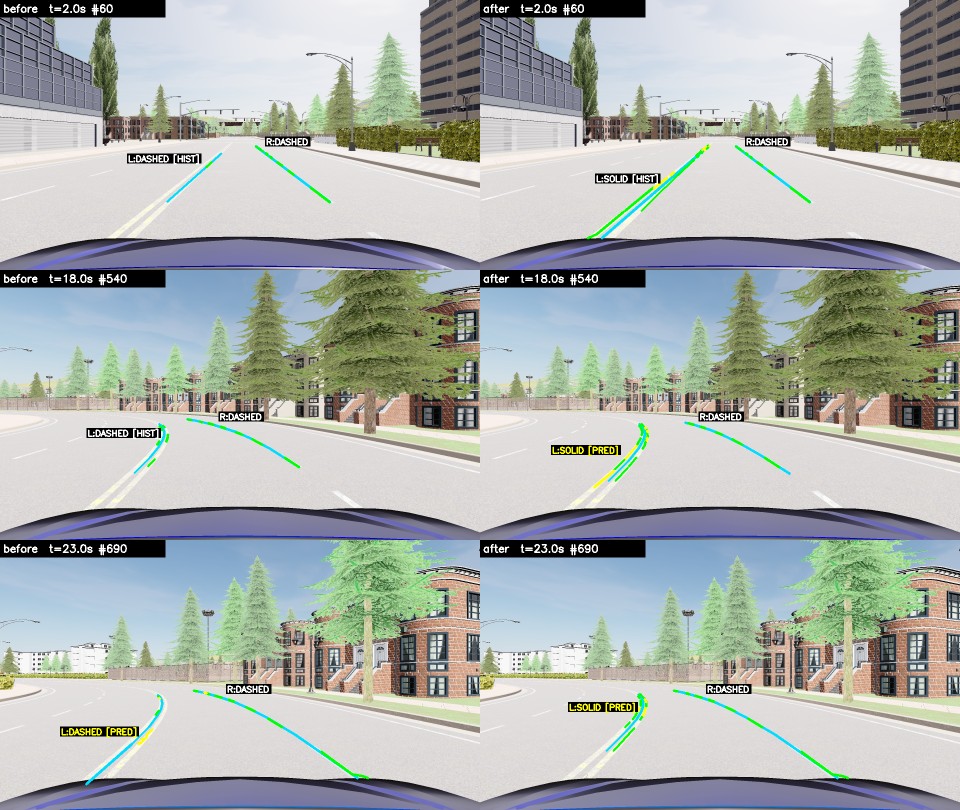 before t=2.0s #60
after t=2.0s #60
R:DASHED
R:DASHED
L:DASHED [HIST]
L:SOLID [HIST]
before t=18.0s #540
after t=18.0s #540
R:DASHED
R:DASHED
L:DASHED [HIST]
L:SOLID [PRED]
before t=23.0s #690
after t=23.0s #690
R:DASHED
R:DASHED
L:DASHED [PRED]
L:SOLID [PRED]